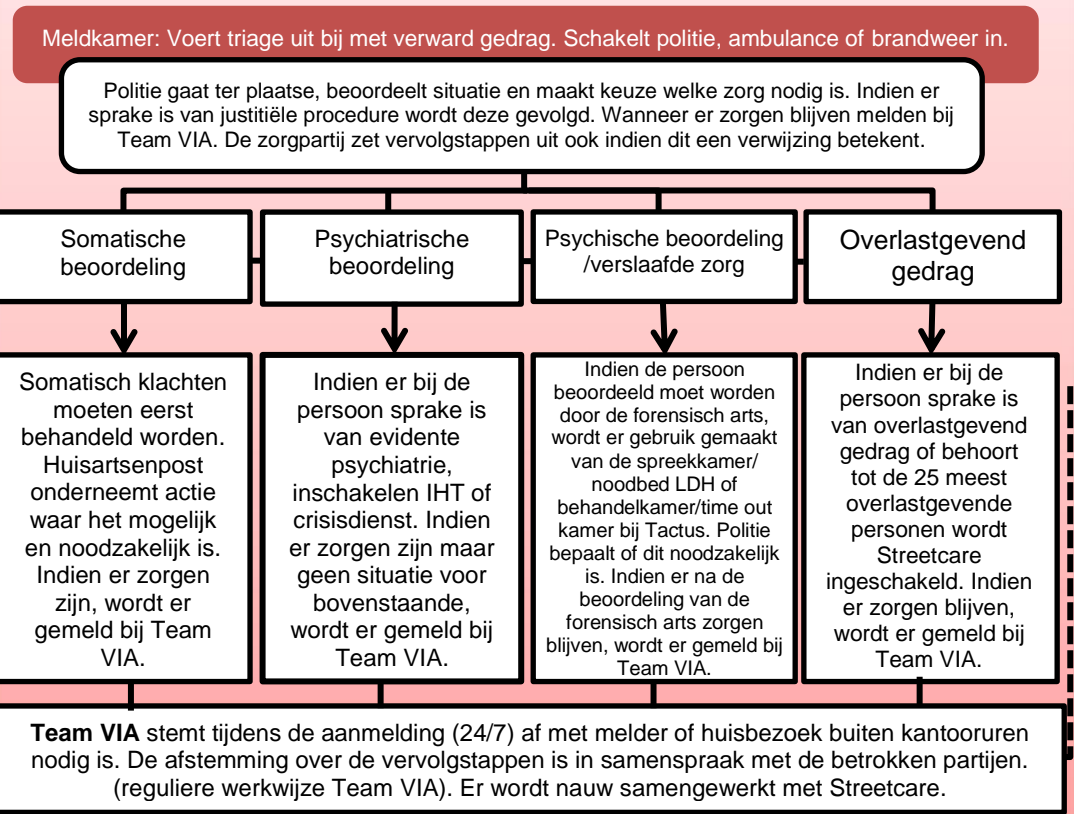 Meldkamer: Voert triage uit bij met verward gedrag. Schakelt politie, ambulance of brandweer in.
Politie gaat ter plaatse, beoordeelt situatie en maakt keuze welke zorg nodig is. Indien er
sprake is van justitiële procedure wordt deze gevolgd. Wanneer er zorgen blijven melden bij
Team VIA. De zorgpartij zet vervolgstappen uit ook indien dit een verwijzing betekent.
Somatische
beoordeling
Psychiatrische
beoordeling
Psychische beoordeling
/verslaafde zorg
Overlastgevend
gedrag
Somatisch klachten
moeten eerst
behandeld worden.
Huisartsenpost
onderneemt actie
waar het mogelijk
en noodzakelijk is.
Indien er zorgen
zijn, wordt er
gemeld bij Team
VIA.
Indien er bij de
persoon sprake is
van evidente
psychiatrie,
inschakelen IHT of
crisisdienst. Indien
er zorgen zijn maar
geen situatie voor
bovenstaande,
wordt er gemeld bij
Team VIA.
Indien de persoon
beoordeeld moet worden
door de forensisch arts,
wordt er gebruik gemaakt
van de spreekkamer/
noodbed LDH of
behandelkamer/time out
kamer bij Tactus. Politie
bepaalt of dit noodzakelijk
is. Indien er na de
beoordeling van de
forensisch arts zorgen
blijven, wordt er gemeld bij
Team VIA.
Indien er bij de
persoon sprake is
van overlastgevend
gedrag of behoort
tot de 25 meest
overlastgevende
personen wordt
Streetcare
ingeschakeld. Indien
er zorgen blijven,
wordt er gemeld bij
Team VIA.
Team VIA stemt tijdens de aanmelding (24/7) af met melder of huisbezoek buiten kantooruren
nodig is. De afstemming over de vervolgstappen is in samenspraak met de betrokken partijen.
(reguliere werkwijze Team VIA). Er wordt nauw samengewerkt met Streetcare.